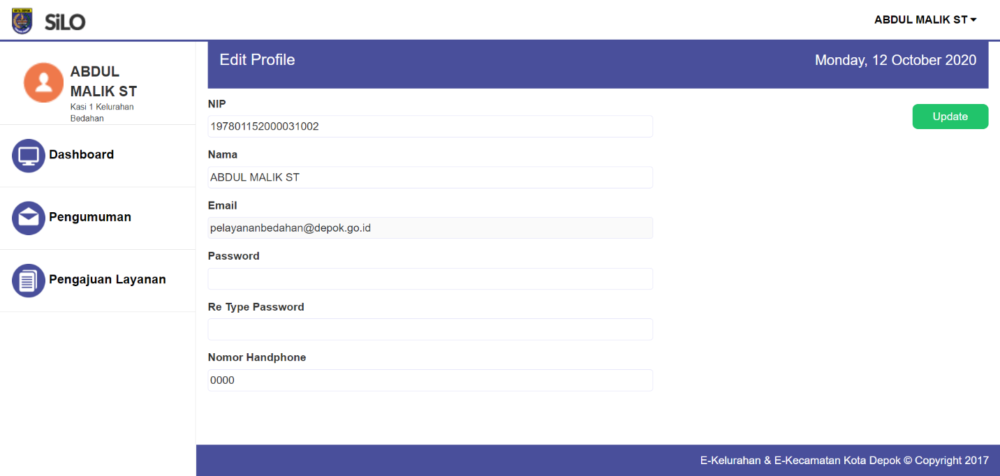 KOTA DEPOK
SiLO
ABDUL MALIK ST
ABDUL
MALIK ST
Kasi 1 Kelurahan
Bedahan
Dashboard
Pengumuman
Pengajuan Layanan
Edit Profile
Monday, 12 October 2020
Update
NIP
197801152000031002
Nama
ABDUL MALIK ST
Email
pelayananbedahan@depok.go.id
Password
Re Type Password
Nomor Handphone
0000
E-Kelurahan & E-Kecamatan Kota Depok © Copyright 2017